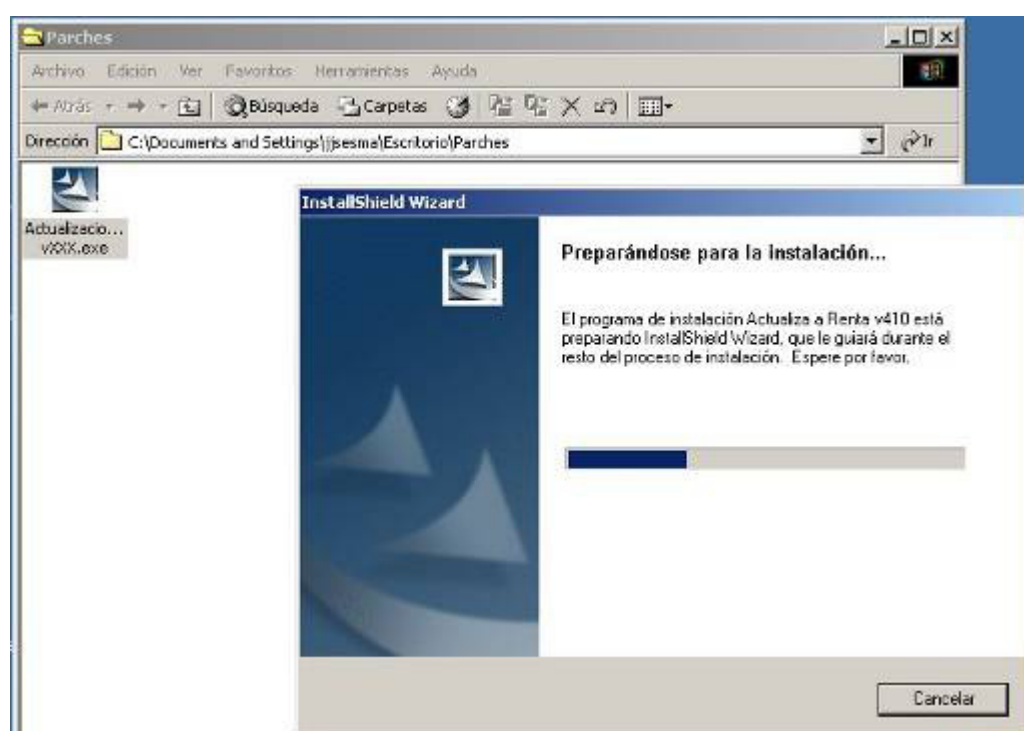 Parches
Archivo Edición Ver Favoritos Herramientas Ayuda
Atrás Búsqueda Carpetas
Dirección C:\Documents and Settings\jjsesma\Escritorio\Parches Ir
Actualizacio...
vXXX.exe
InstallShield Wizard
Preparándose para la instalación...
El programa de instalación Actualiza a Renta v410 está
preparando InstallShield Wizard, que le guiará durante el
resto del proceso de instalación. Espere por favor.
Cancelar